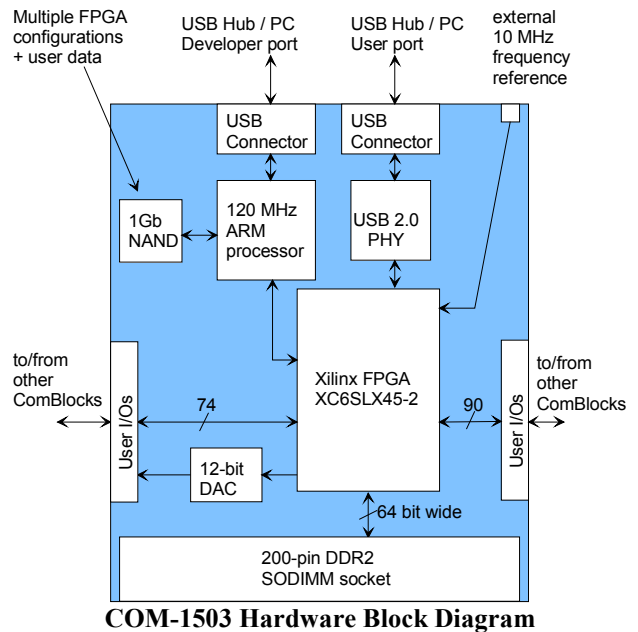 Multiple FPGA
configurations
+ user data
USB Hub / PC
Developer port
USB Hub / PC
User port
external
10 MHz
frequency
reference
USB
Connector
USB
Connector
1Gb
NAND
120 MHz
ARM
processor
USB 2.0
PHY
to/from
other
ComBlocks
User I/Os
74
Xilinx FPGA
XC6SLX45-2
90
User I/Os
to/from
other
ComBlocks
12-bit
DAC
64 bit wide
200-pin DDR2
SODIMM socket
COM-1503 Hardware Block Diagram